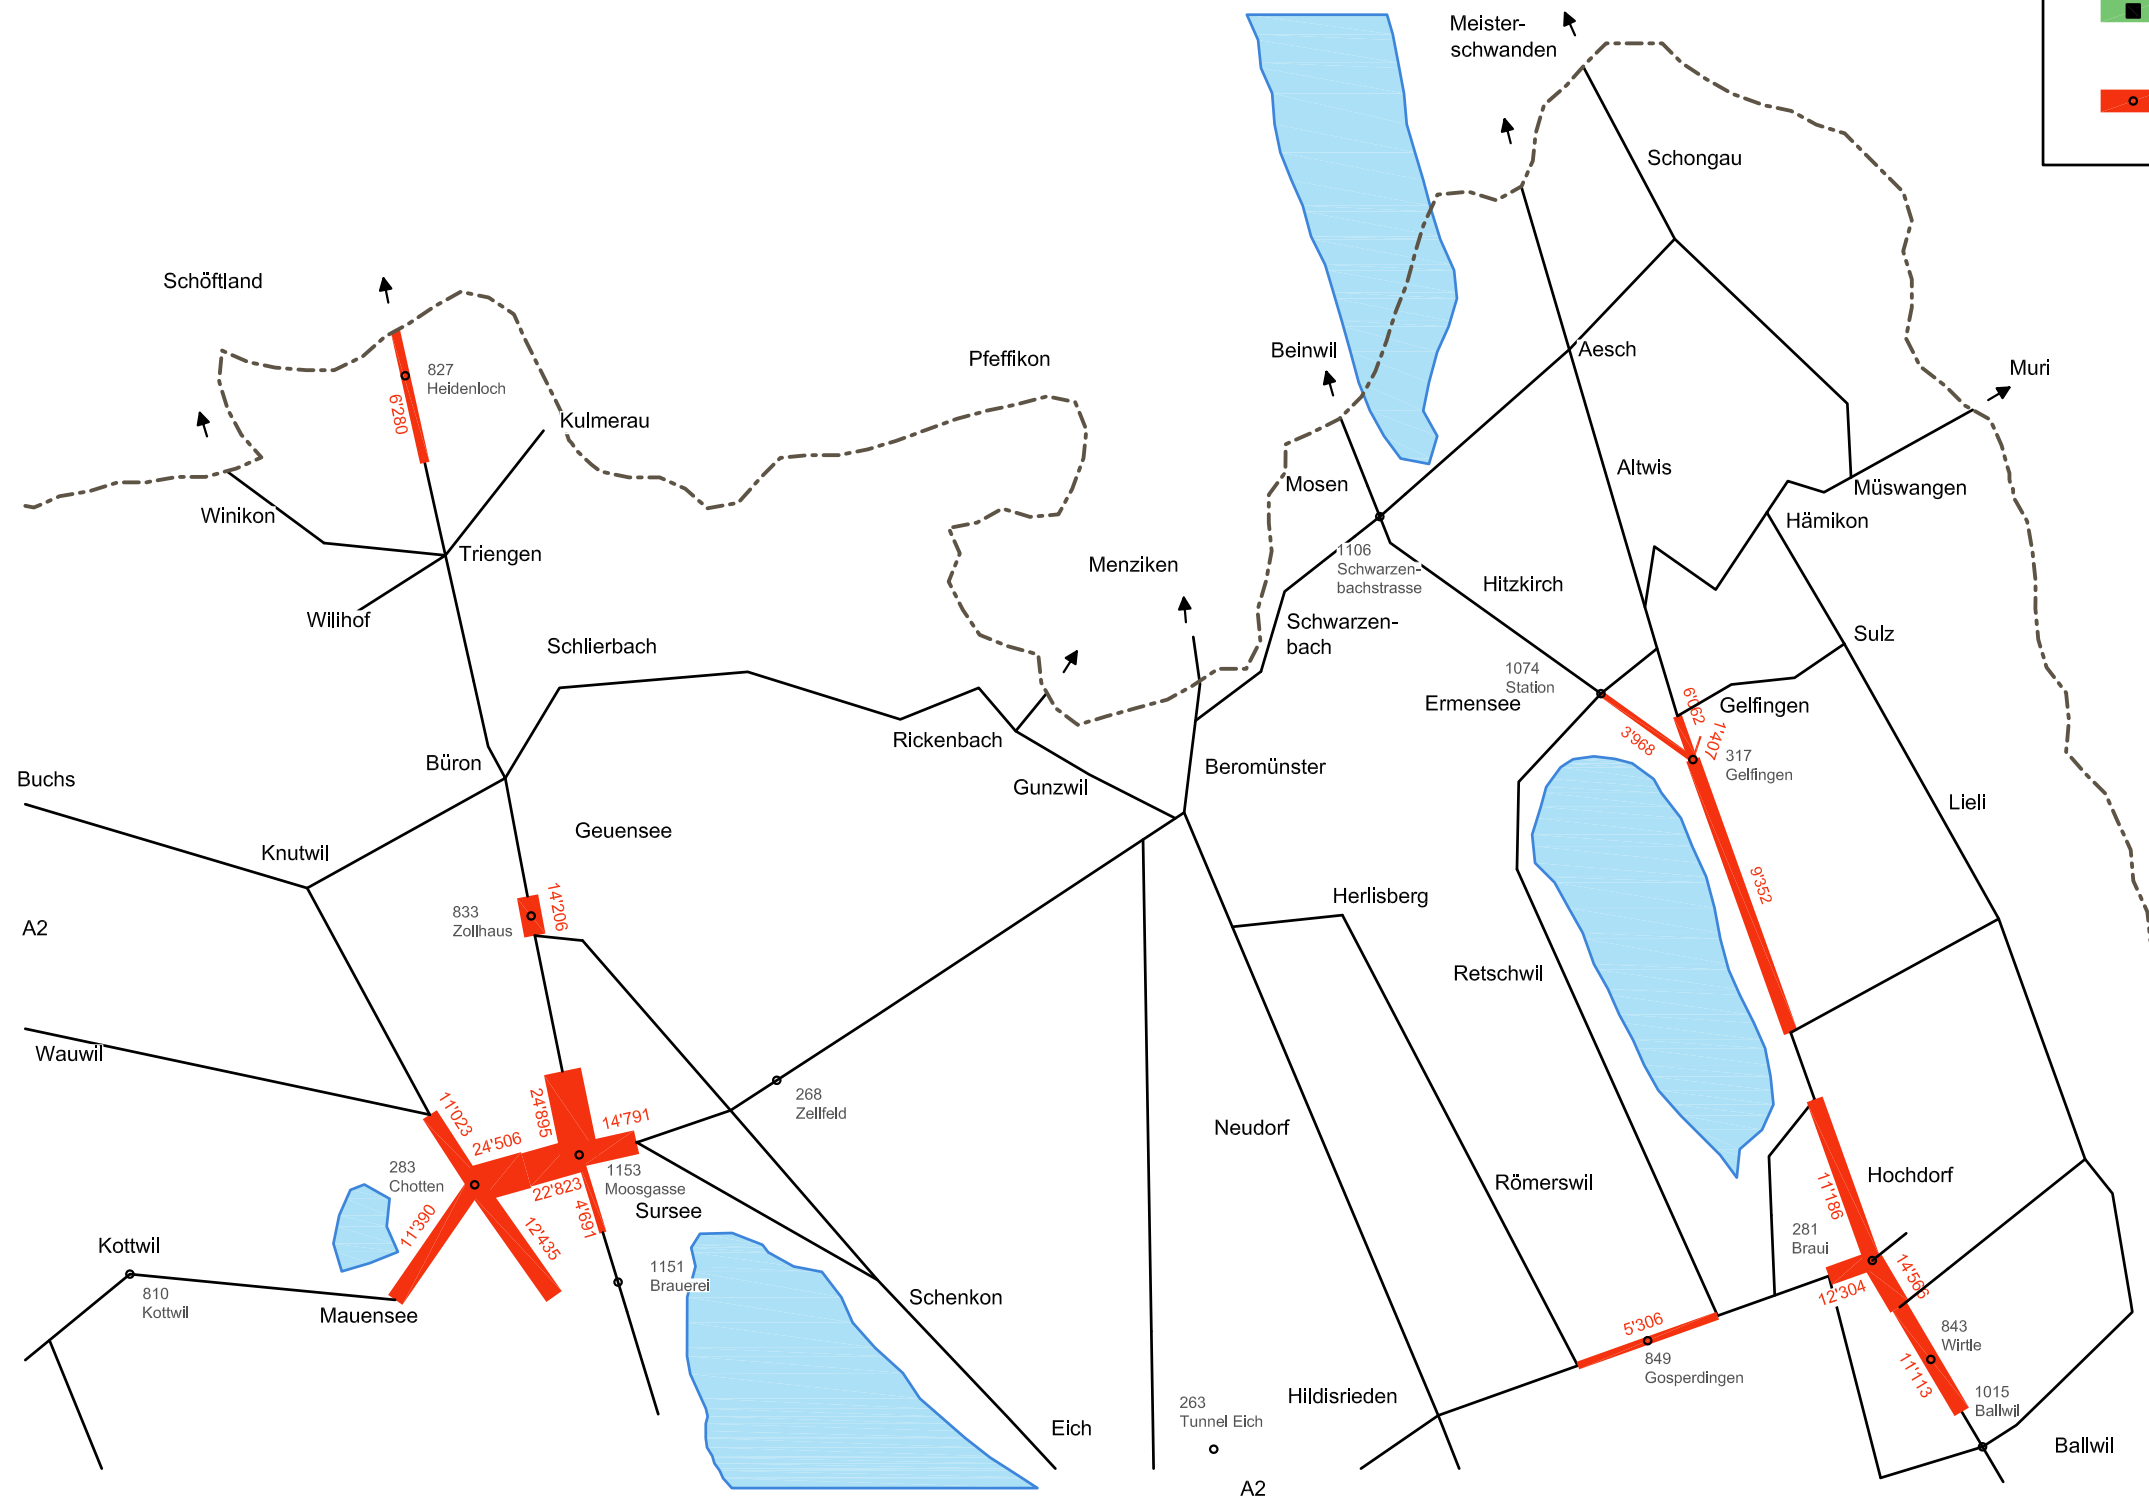 Meister-
schwanden
Schongau
Schöftland
827
Heidenloch
6'280
Kulmerau
Pfeffikon
Beinwil
Aesch
Muri
Mosen
Altwis
Müswangen
Hämikon
Winikon
Triengen
Wilihof
Menziken
1106
Schwarzen-
bachstrasse
Hitzkirch
Schwarzen-
bach
Sulz
Schlierbach
1074
Station
Ermensee
6'062
1'407
3'968
Gelfingen
317
Gelfingen
Rickenbach
Büron
Buchs
Gunzwil
Beromünster
Lieli
Geuensee
Knutwil
9'352
Herlisberg
14'206
833
Zollhaus
A2
Retschwil
Wauwil
11'023
24'506
24'895
14'791
268
Zellfeld
Neudorf
283
Chotten
22'823
1153
Moosgasse
Sursee
4'691
11'390
12'435
Römerswil
Hochdorf
11'186
281
Braui
14'566
12'304
Kottwil
810
Kottwil
Mauensee
1151
Brauerei
Schenkon
5'306
849
Gosperdingen
843
Wirtle
11'113
1015
Ballwil
Hildisrieden
263
Tunnel Eich
Eich
Ballwil
A2